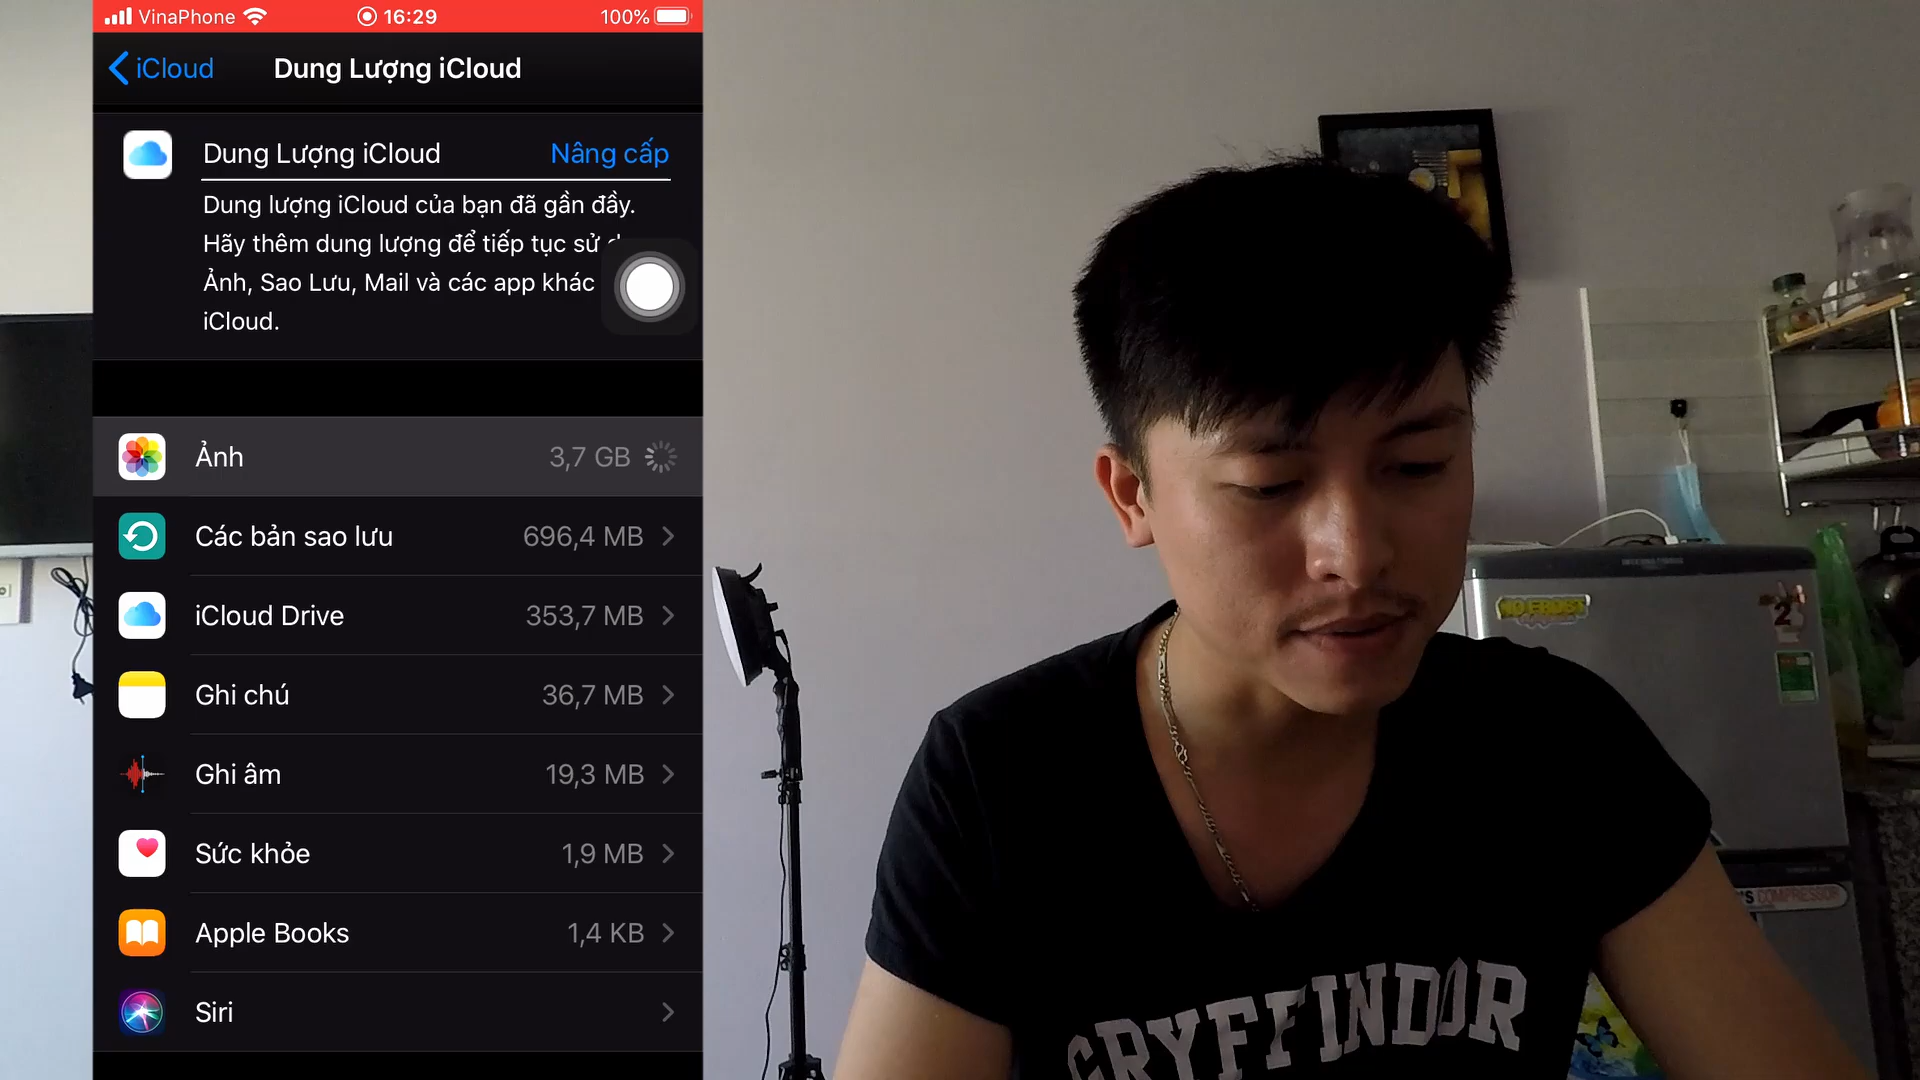 VinaPhone 16:29 100%
iCloud Dung Lượng iCloud
Dung Lượng iCloud Nâng cấp
Dung lượng iCloud của bạn đã gần đầy.
Hãy thêm dung lượng để tiếp tục sử
Ảnh, Sao Lưu, Mail và các app khác
iCloud.
Ảnh 3,7 GB
Các bản sao lưu 696,4 MB
iCloud Drive 353,7 MB
Ghi chú 36,7 MB
Ghi âm 19,3 MB
Sức khỏe 1,9 MB
Apple Books 1,4 KB
Siri
NO FROST
2
'S COMPRESSOR
GRYFFINDOR